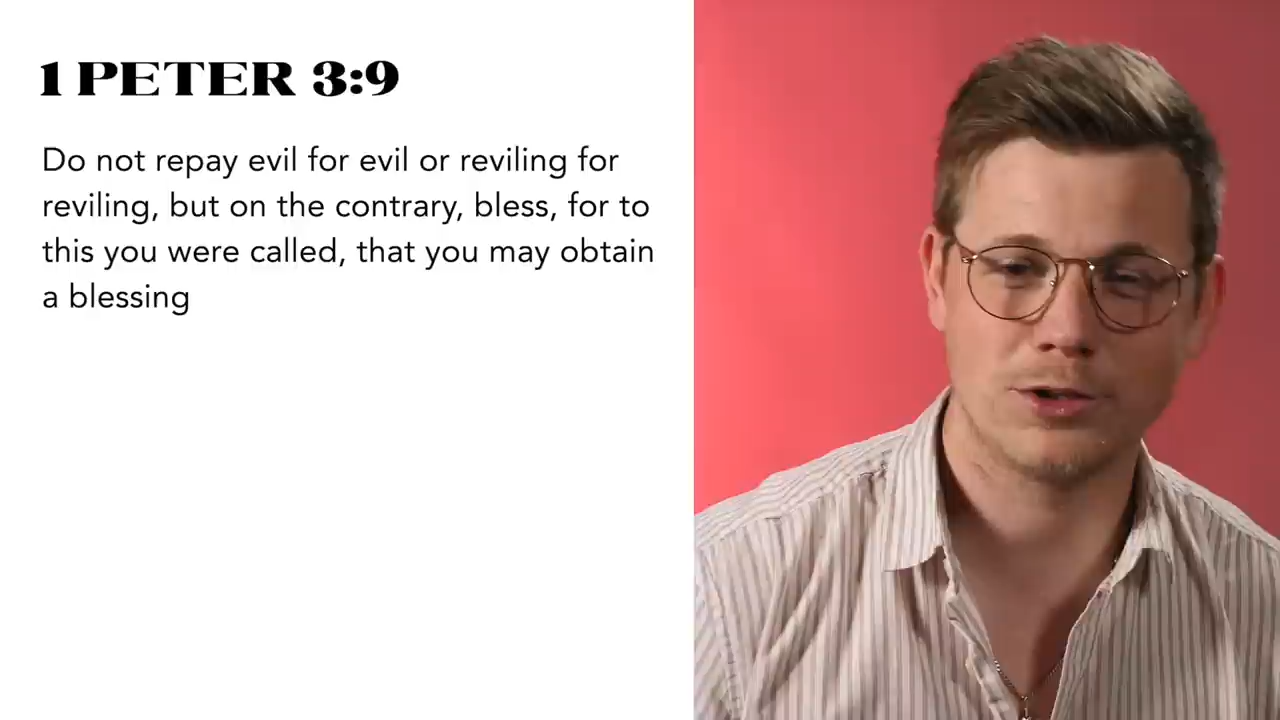 1 PETER 3:9
Do not repay evil for evil or reviling for
reviling, but on the contrary, bless, for to
this you were called, that you may obtain
a blessing